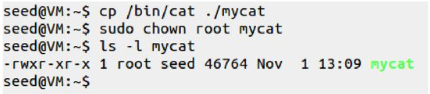 seed@VM:~$ cp /bin/cat ./mycat
seed@VM:~$ sudo chown root mycat
seed@VM:~$ ls -l mycat
-rwxr-xr-x 1 root seed 46764 Nov  1 13:09 mycat
seed@VM:~$